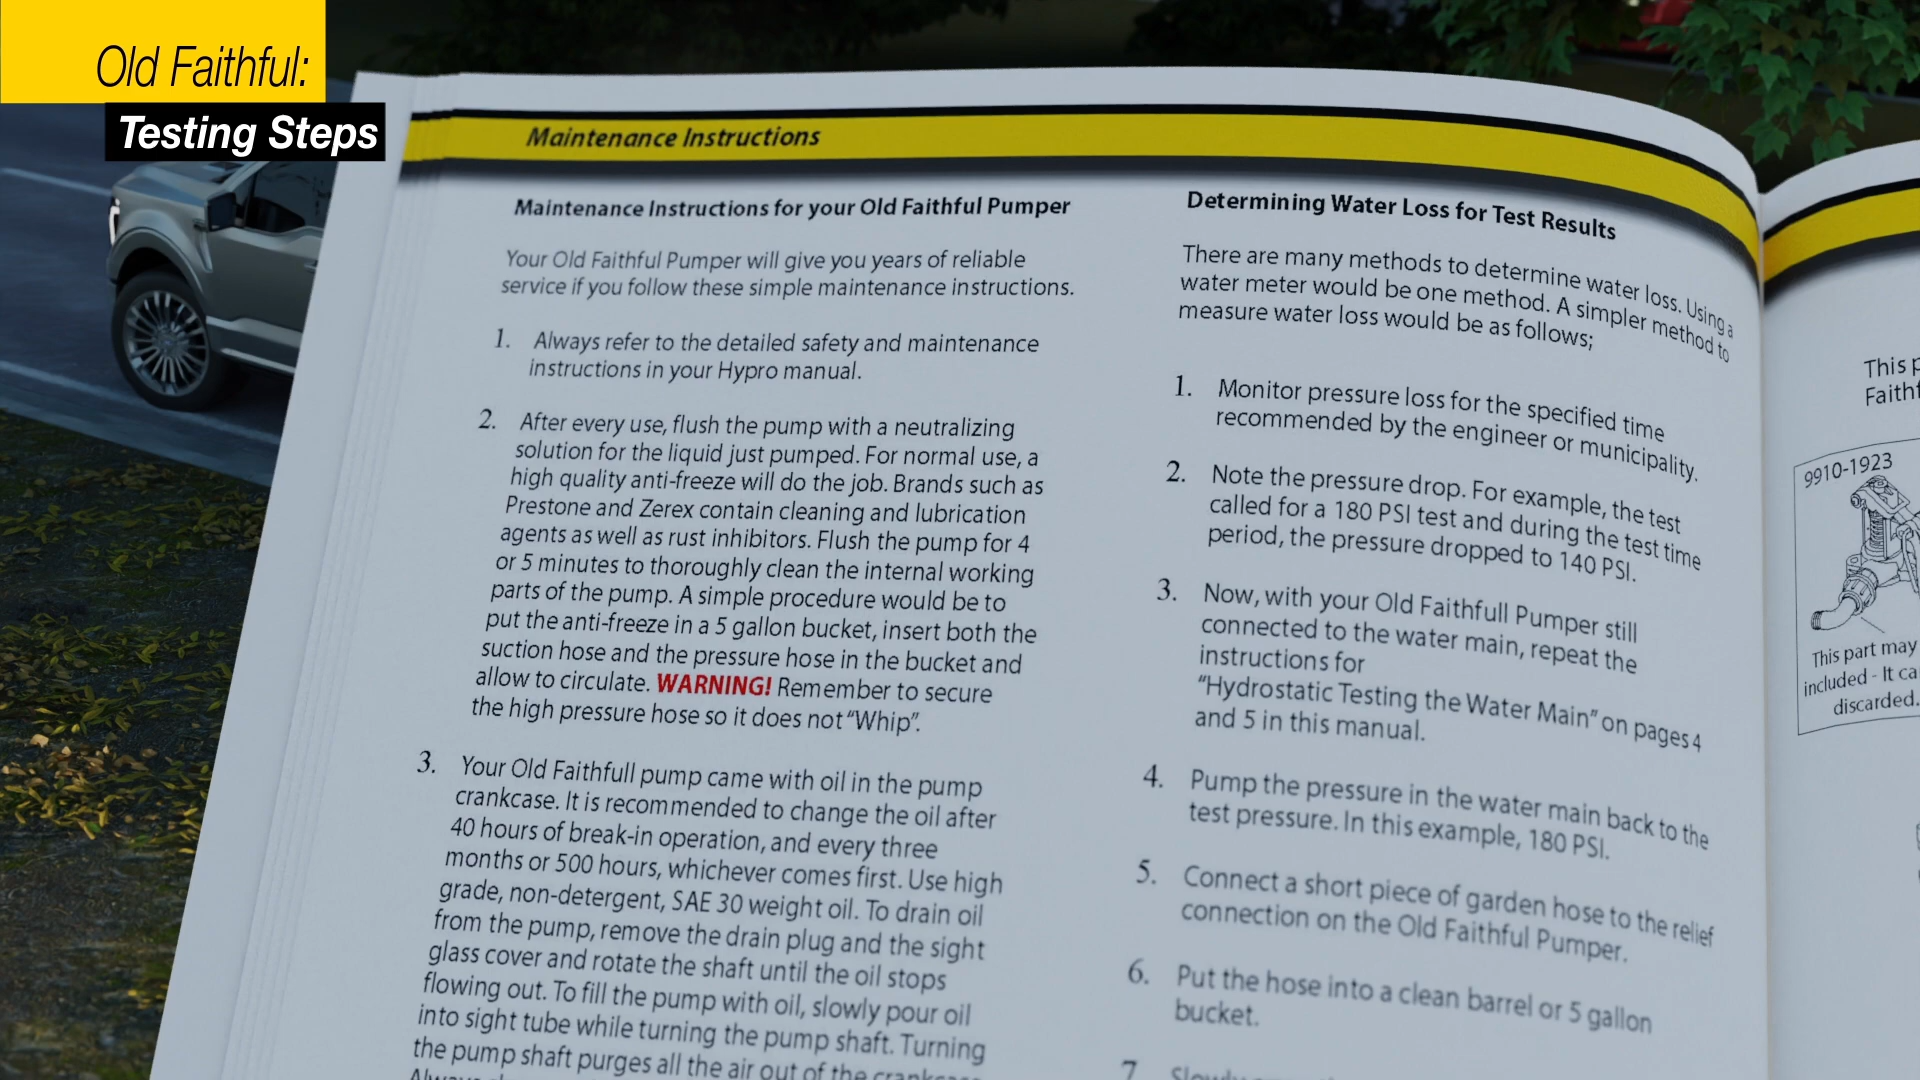 Old Faithful:
Testing Steps
Maintenance Instructions
Maintenance Instructions for your Old Faithful Pumper
Your Old Faithful Pumper will give you years of reliable
service if you follow these simple maintenance instructions.
1. Always refer to the detailed safety and maintenance
instructions in your Hypro manual.
2. After every use, flush the pump with a neutralizing
solution for the liquid just pumped. For normal use, a
high quality anti-freeze will do the job. Brands such as
Prestone and Zerex contain cleaning and lubrication
agents as well as rust inhibitors. Flush the pump for 4
or 5 minutes to thoroughly clean the internal working
parts of the pump. A simple procedure would be to
put the anti-freeze in a 5 gallon bucket, insert both the
suction hose and the pressure hose in the bucket and
allow to circulate. WARNING! Remember to secure
the high pressure hose so it does not “Whip”.
3. Your Old Faithfull pump came with oil in the pump
crankcase. It is recommended to change the oil after
40 hours of break-in operation, and every three
months or 500 hours, whichever comes first. Use high
grade, non-detergent, SAE 30 weight oil. To drain oil
from the pump, remove the drain plug and the sight
glass cover and rotate the shaft until the oil stops
flowing out. To fill the pump with oil, slowly pour oil
into sight tube while turning the pump shaft. Turning
the pump shaft purges all the air out of the
Determining Water Loss for Test Results
There are many methods to determine water loss. Using a
water meter would be one method. A simpler method to
measure water loss would be as follows;
1. Monitor pressure loss for the specified time
recommended by the engineer or municipality.
2. Note the pressure drop. For example, the test
called for a 180 PSI test and during the test time
period, the pressure dropped to 140 PSI.
3. Now, with your Old Faithfull Pumper still
connected to the water main, repeat the
instructions for
“Hydrostatic Testing the Water Main” on pages 4
and 5 in this manual.
4. Pump the pressure in the water main back to the
test pressure. In this example, 180 PSI.
5. Connect a short piece of garden hose to the relief
connection on the Old Faithful Pumper.
6. Put the hose into a clean barrel or 5 gallon
bucket.
7.
This
9910-1923
This part may
included - It
discarded.